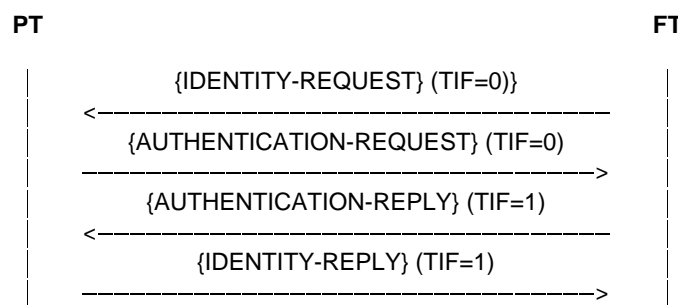 PT FT
{IDENTITY-REQUEST} (TIF=0)}
{AUTHENTICATION-REQUEST} (TIF=0)
{AUTHENTICATION-REPLY} (TIF=1)
{IDENTITY-REPLY} (TIF=1)